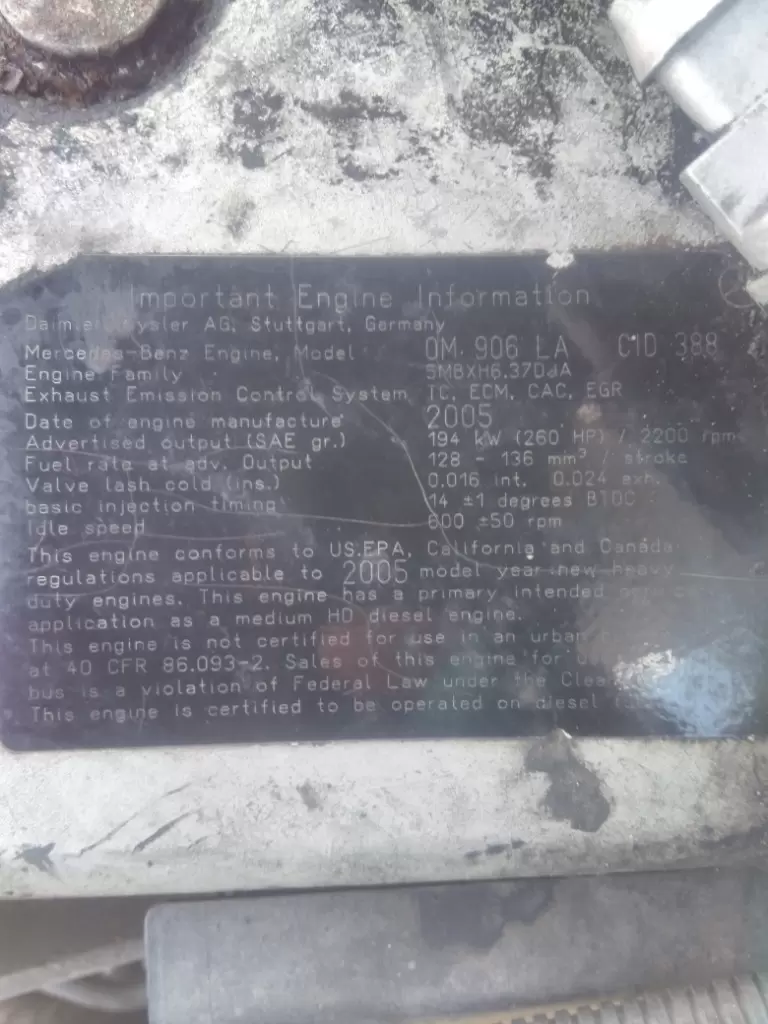 Important Engine Information
DaimlerChrysler AG, Stuttgart, Germany
Mercedes-Benz Engine, Model OM 906 LA CID 388
Engine Family
Exhaust Emission Control System TC, ECM, CAC, EGR
Date of engine manufacture 2005
Advertised output (SAE gr.) 194 kW (260 HP) / 2200 rpm
Fuel rate at adv. Output 128 - 136 mm³ / stroke
Valve lash cold (ins.) 0.016 int. 0.024 exh.
basic injection timing 14 ±1 degrees BTDC
Idle speed 600 ±50 rpm
This engine conforms to US.EPA, California and Canada
regulations applicable to 2005 model year new heavy
duty engines. This engine has a primary intended
application as a medium HD diesel engine.
This engine is not certified for use in an urban
at 40 CFR 86.093-2. Sales of this engine for
bus is a violation of Federal Law under the Clean
This engine is certified to be operated on diesel